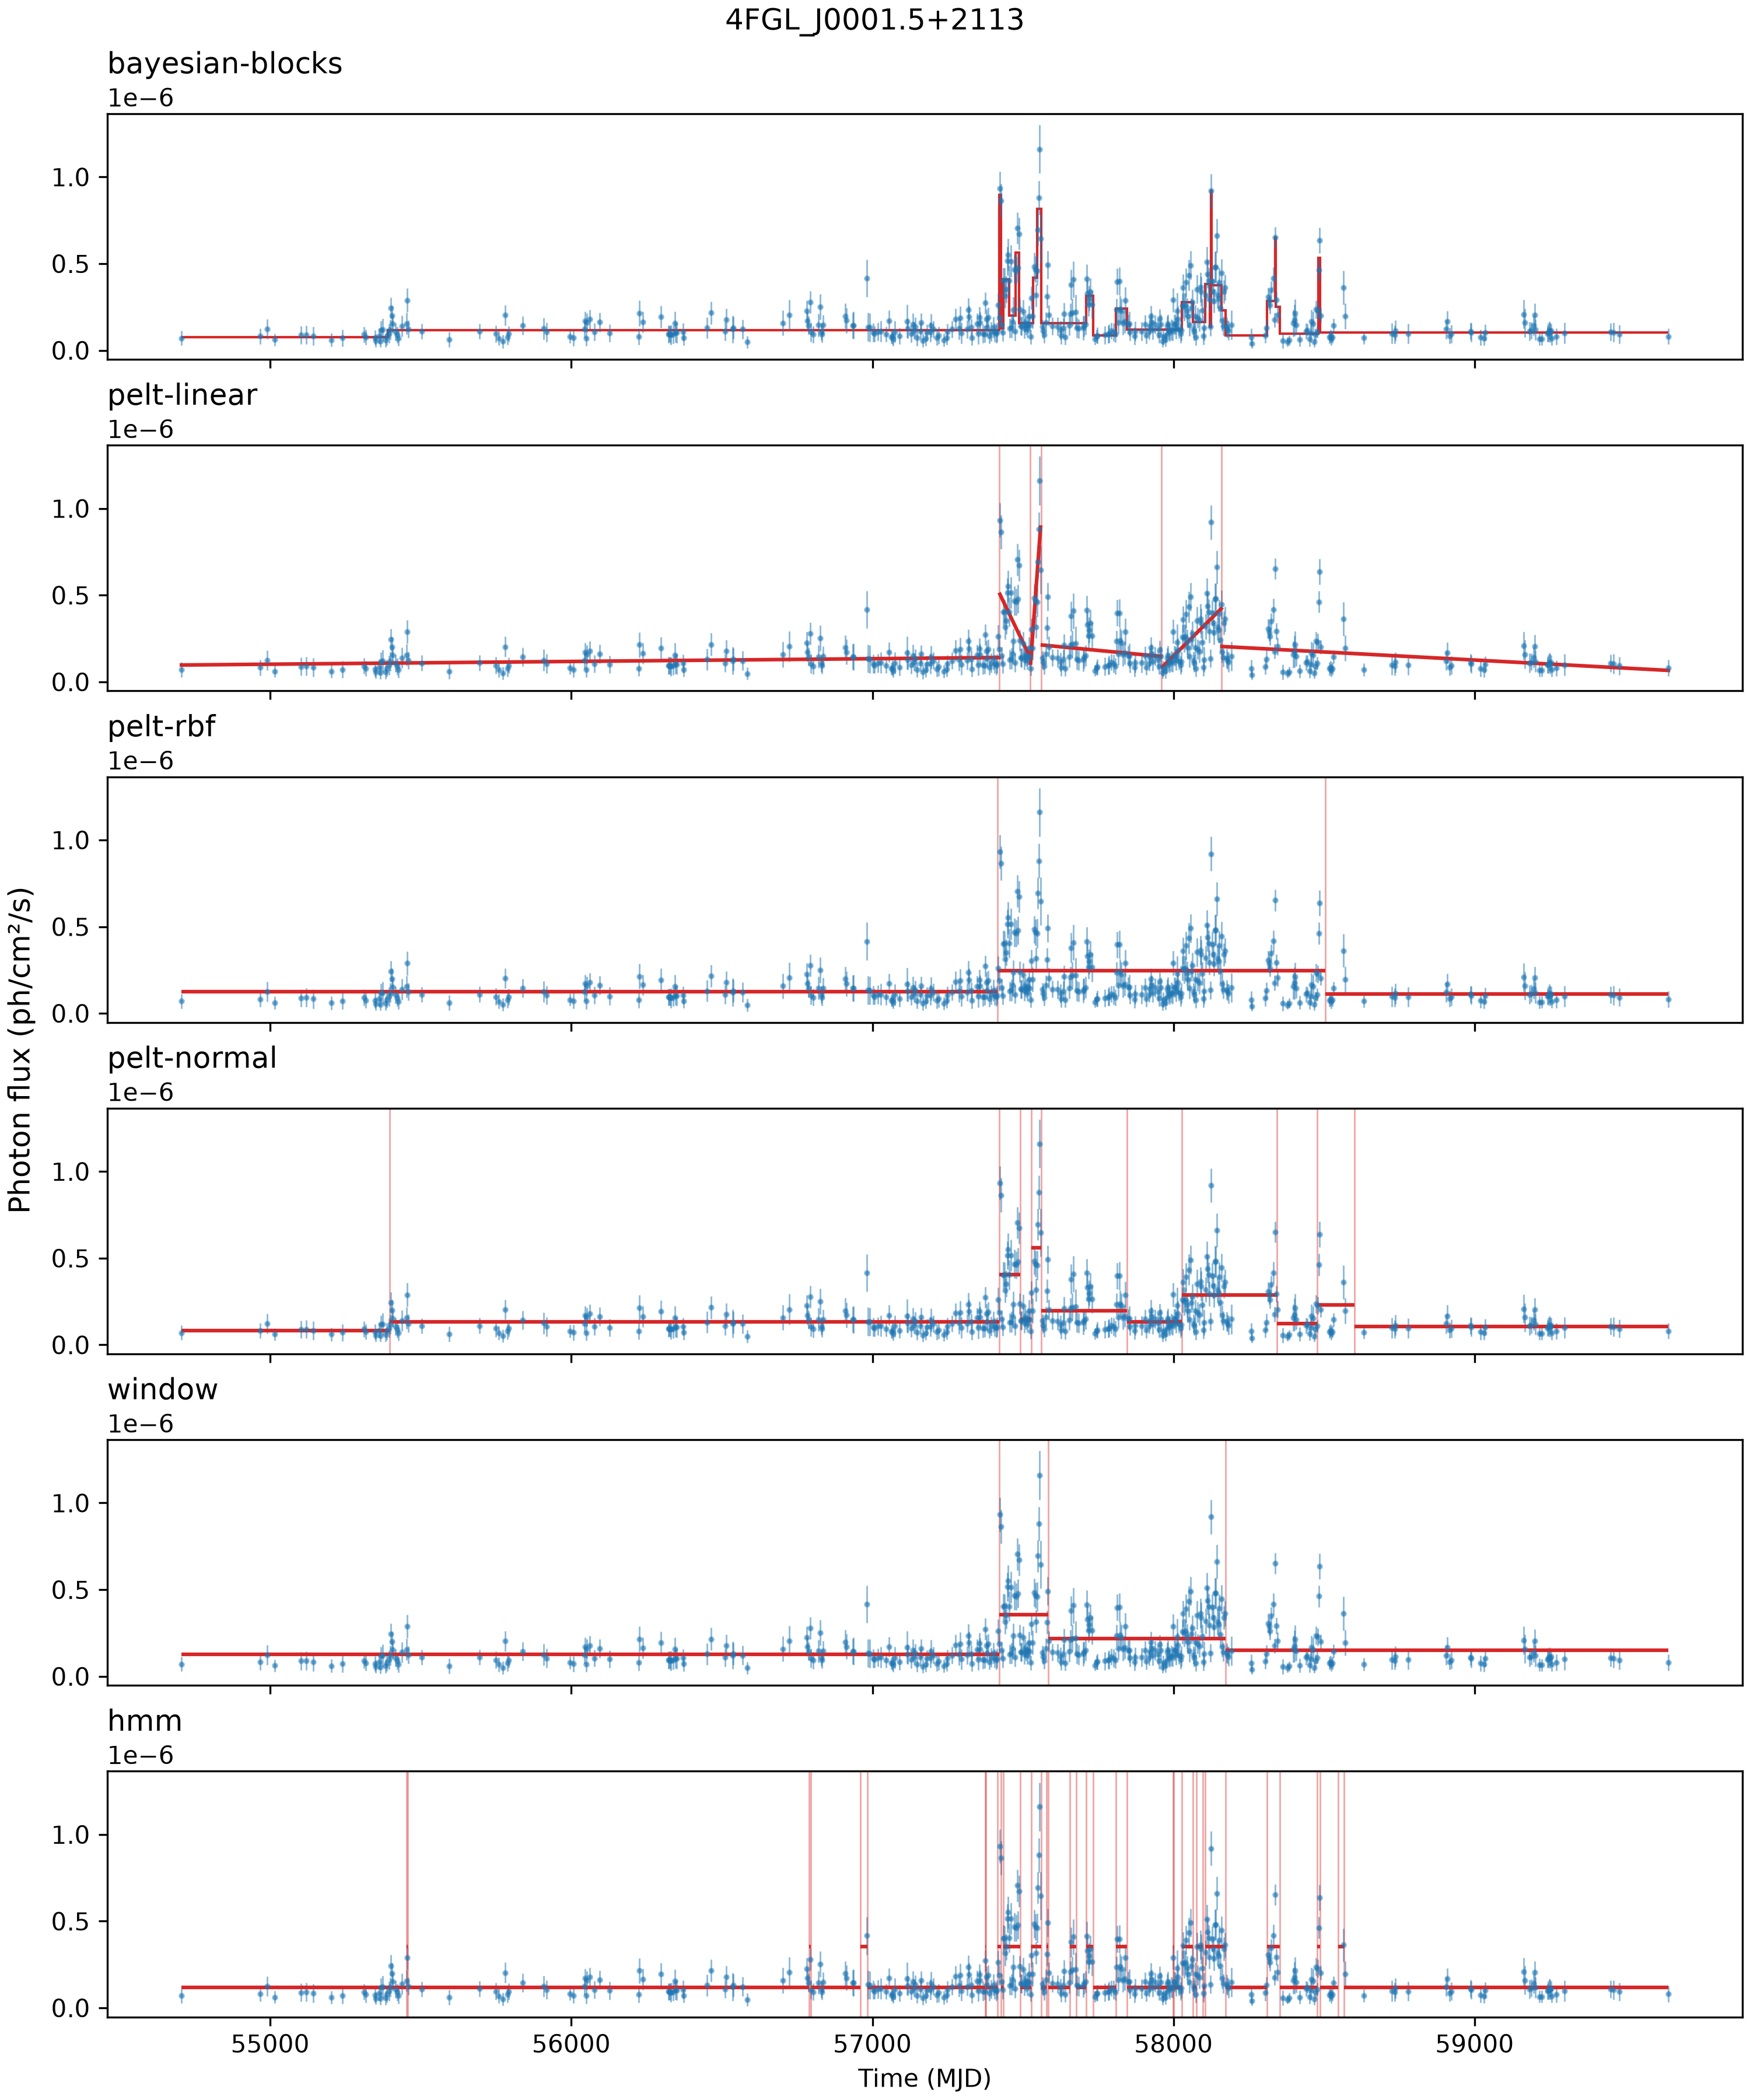 4FGL_J0001.5+2113
bayesian-blocks
1e−6
1.0
0.5
0.0
pelt-linear
1e−6
1.0
0.5
0.0
pelt-rbf
1e−6
1.0
0.5
0.0
Photon flux (ph/cm²/s)
pelt-normal
1e−6
1.0
0.5
0.0
window
1e−6
1.0
0.5
0.0
hmm
1e−6
1.0
0.5
0.0
55000 56000 57000 58000 59000
Time (MJD)